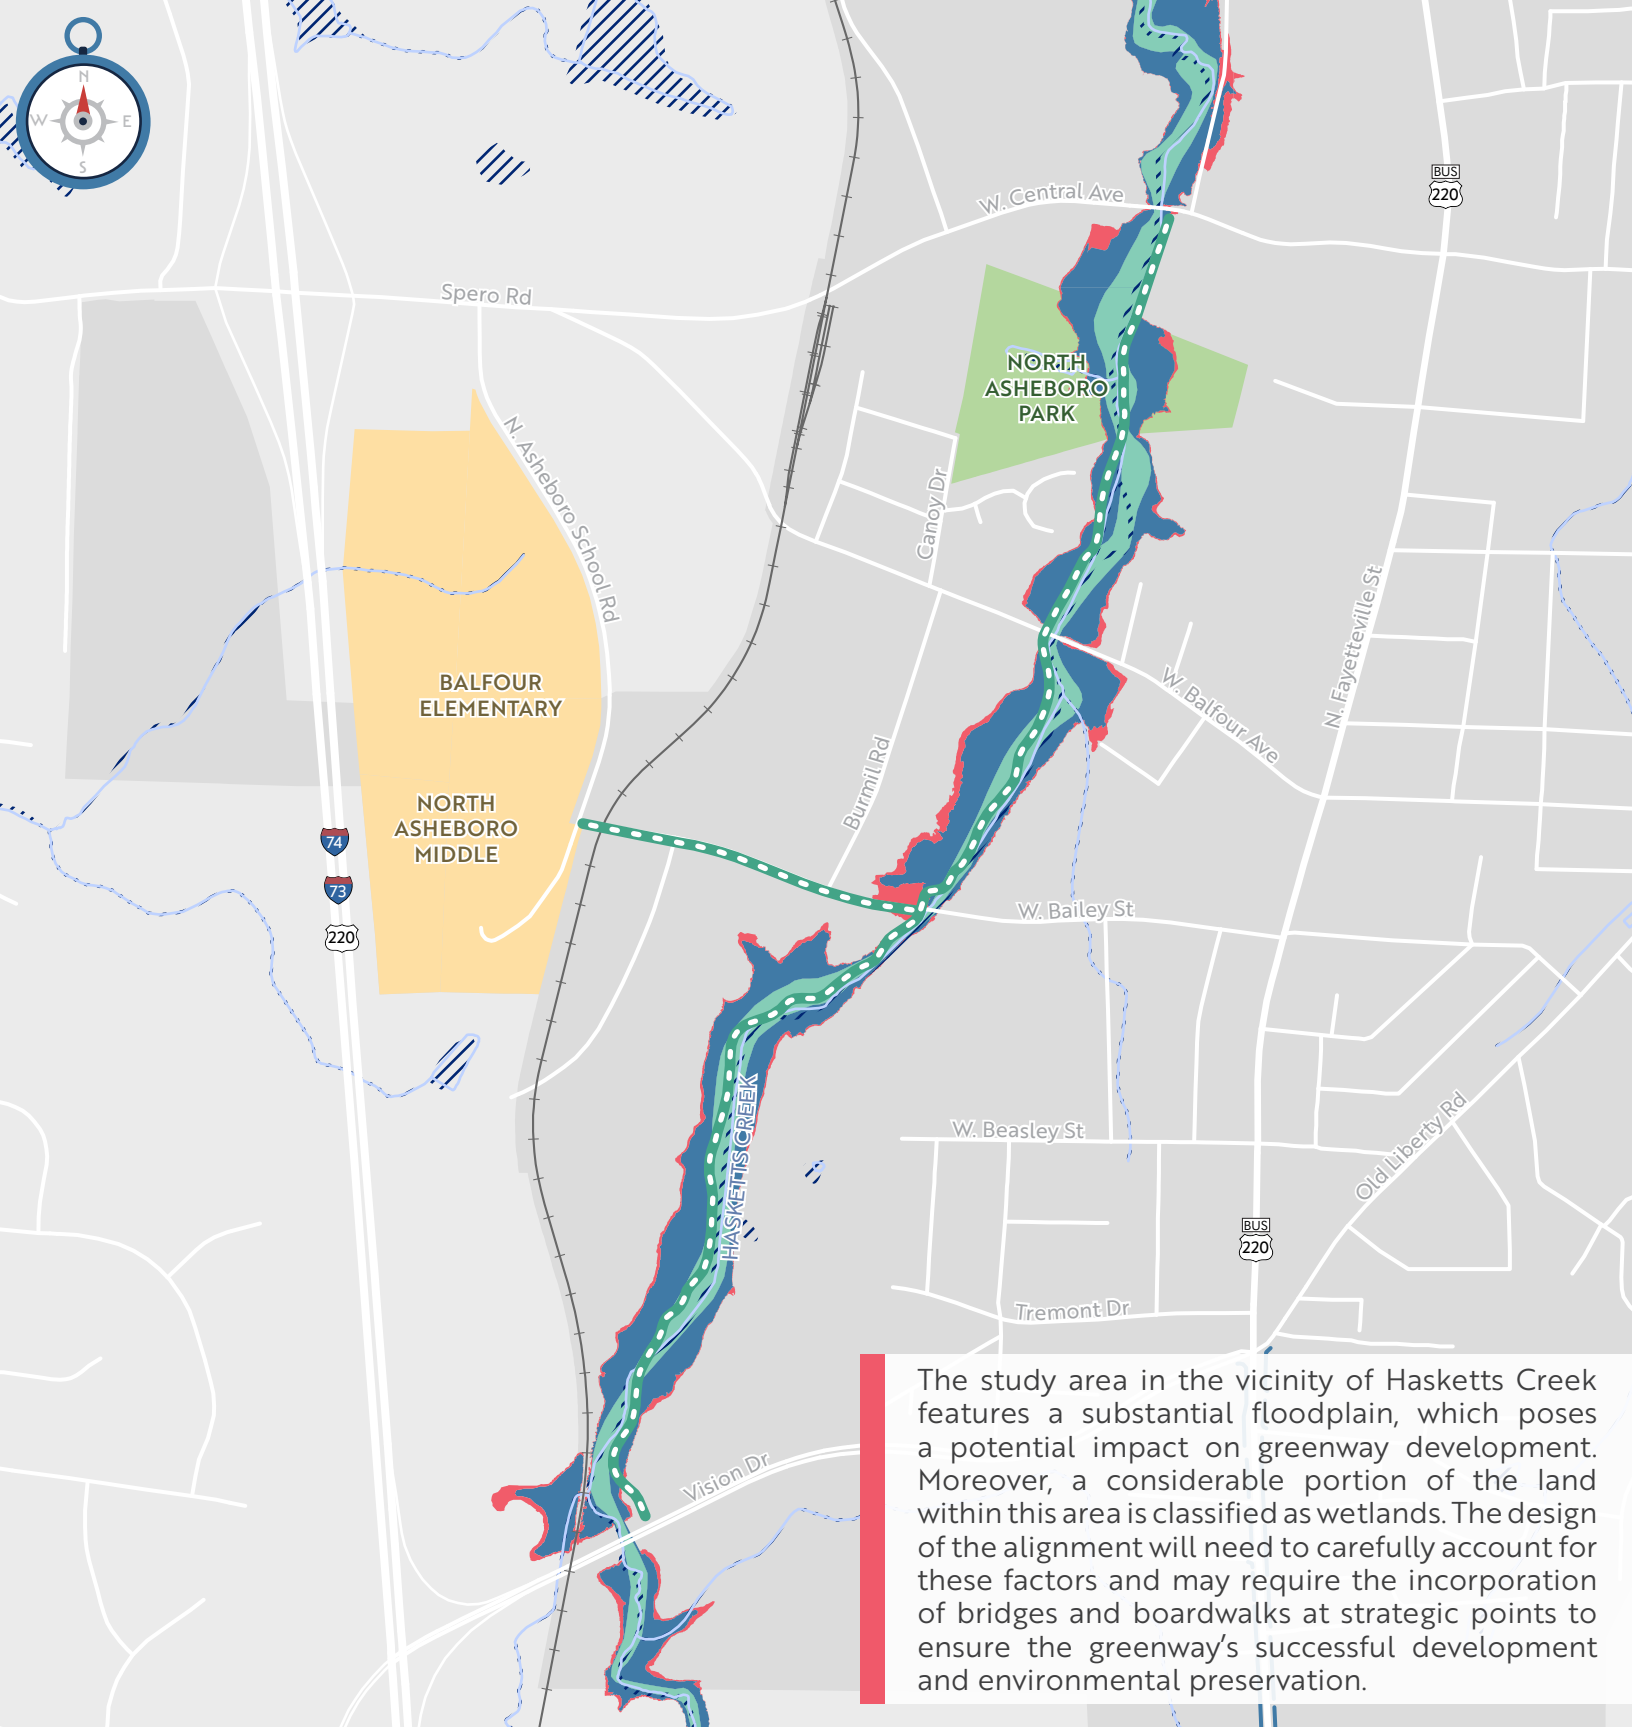 N
W
E
S
W. Central Ave
BUS
220
Spero Rd
NORTH
ASHEBORO
PARK
N. Asheboro School Rd
Canoy Dr
N. Fayetteville St
BALFOUR
ELEMENTARY
W. Balfour Ave
Burmil Rd
NORTH
ASHEBORO
MIDDLE
74
73
220
W. Bailey St
HASKETTS CREEK
W. Beasley St
Old Liberty Rd
BUS
220
Tremont Dr
Vision Dr
The study area in the vicinity of Hasketts Creek
features a substantial floodplain, which poses
a potential impact on greenway development.
Moreover, a considerable portion of the land
within this area is classified as wetlands. The design
of the alignment will need to carefully account for
these factors and may require the incorporation
of bridges and boardwalks at strategic points to
ensure the greenway's successful development
and environmental preservation.